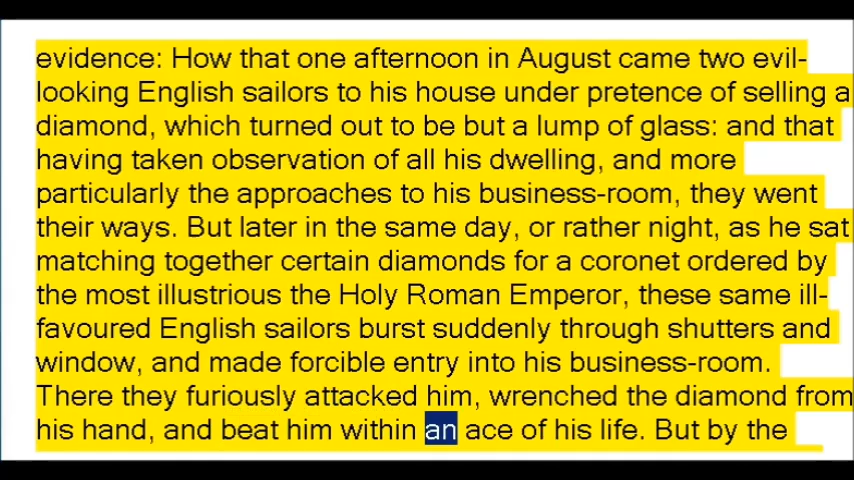 evidence: How that one afternoon in August came two evil-
looking English sailors to his house under pretence of selling a
diamond, which turned out to be but a lump of glass: and that
having taken observation of all his dwelling, and more
particularly the approaches to his business-room, they went
their ways. But later in the same day, or rather night, as he sat
matching together certain diamonds for a coronet ordered by
the most illustrious the Holy Roman Emperor, these same ill-
favoured English sailors burst suddenly through shutters and
window, and made forcible entry into his business-room.
There they furiously attacked him, wrenched the diamond from
his hand, and beat him within an ace of his life. But by the